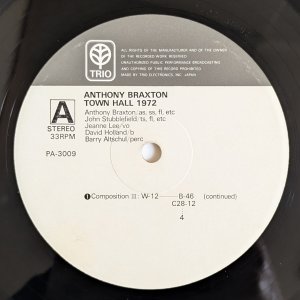 ALL RIGHTS OF THE MANUFACTURER AND OF THE OWNER
OF THE RECORDED WORK RESERVED
UNAUTHORIZED PUBLIC PERFORMANCE BROADCASTING
AND COPYING OF THIS RECORD PROHIBITED
MADE BY TRIO ELECTRONICS, INC. JAPAN
TRIO
ANTHONY BRAXTON
TOWN HALL 1972
A
STEREO
33RPM
Anthony Braxton/as, ss, fl, etc
John Stubblefield/ts, fl, etc
Jeanne Lee/vo
David Holland/b
Barry Altschul/perc
PA-3009
①Composition II: W-12——B-46 (continued)
C28-12
4